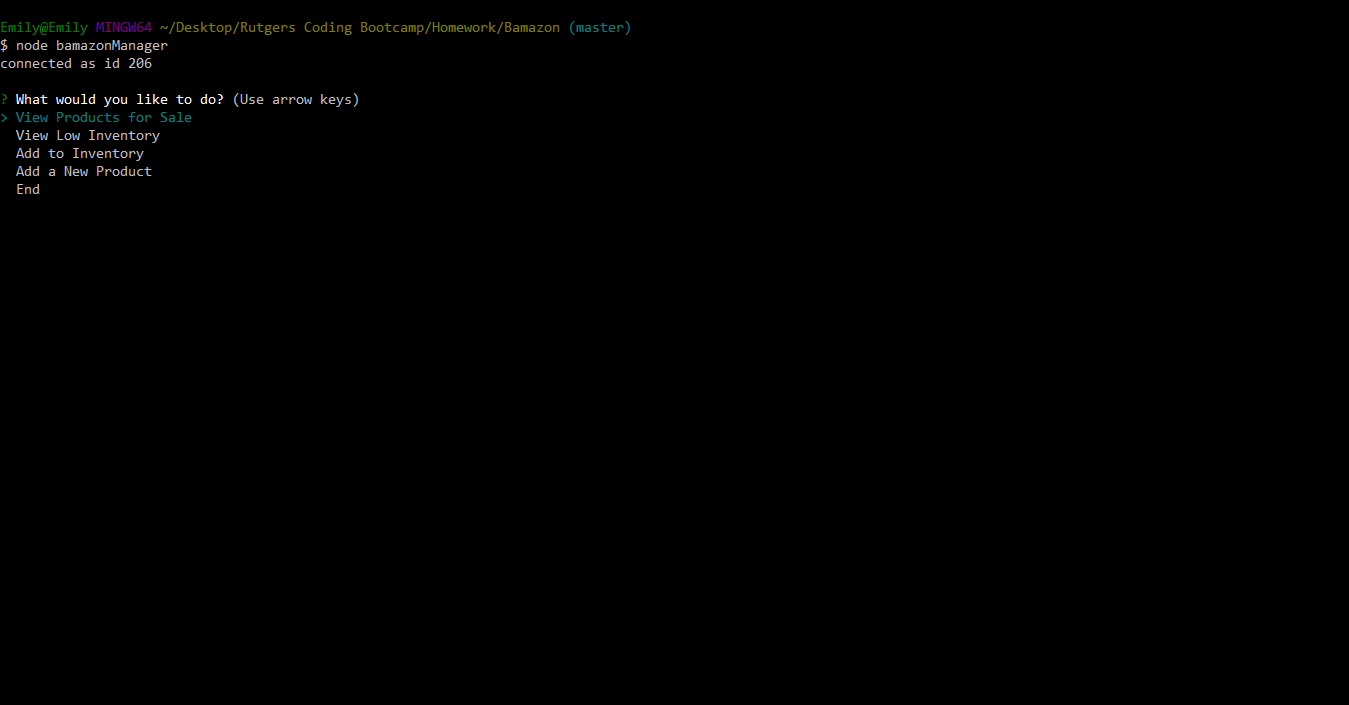 Emily@Emily MINGW64 ~/Desktop/Rutgers Coding Bootcamp/Homework/Bamazon (master)
$ node bamazonManager
connected as id 206
? What would you like to do? (Use arrow keys)
> View Products for Sale
View Low Inventory
Add to Inventory
Add a New Product
End